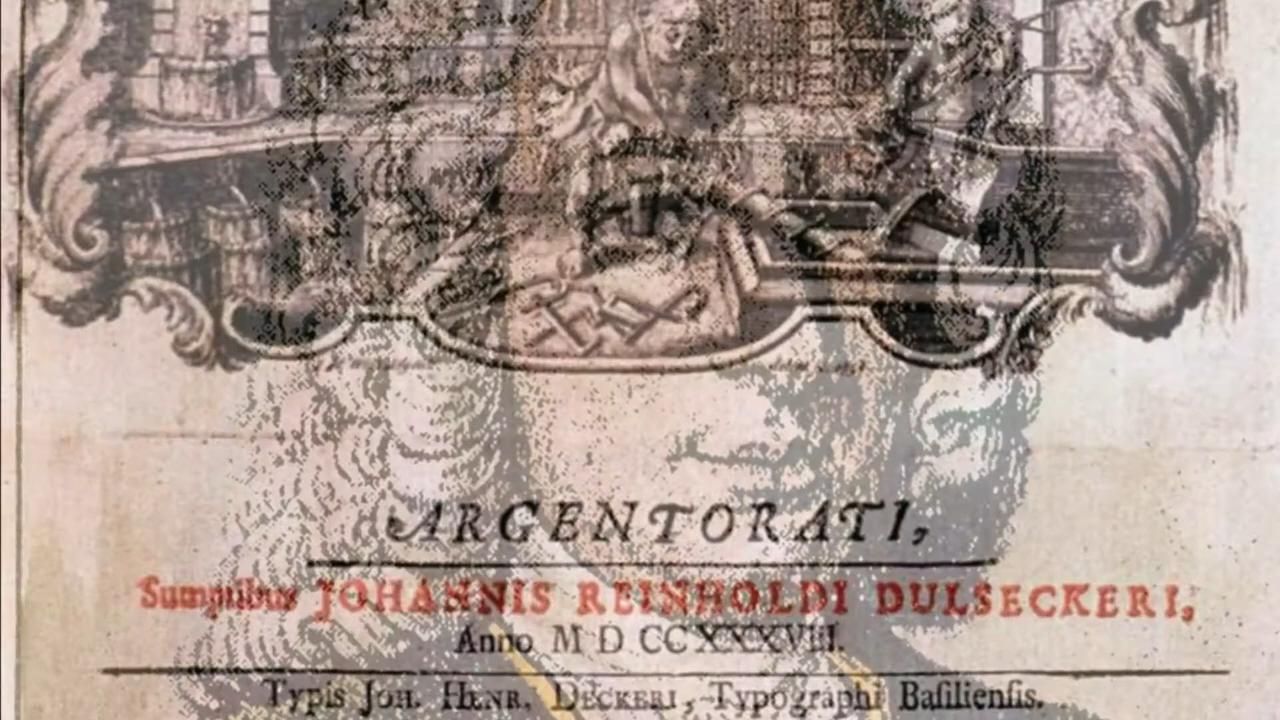 ARGENTORATI,
Sumptibus JOHANNIS REINHOLDI DULSECKERI,
Anno M D CC XXXVIII.
Typis JOH. HENR. DECKERI, Typographi Baſilienſis.